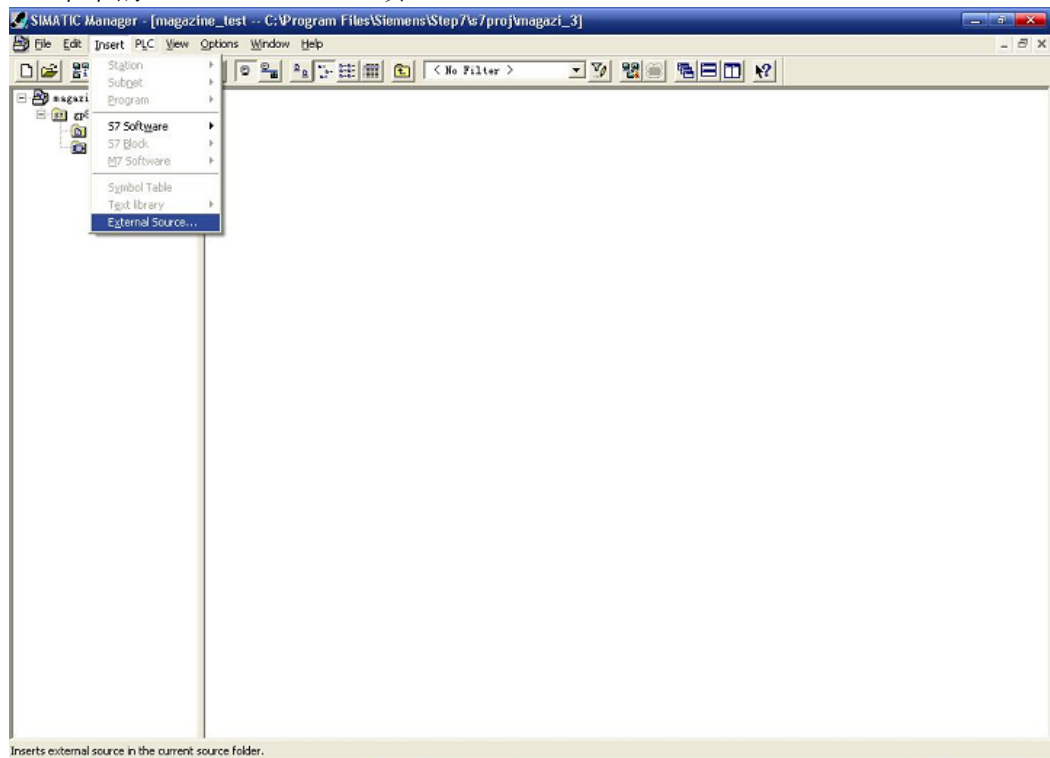 SIMATIC Manager - [magazine_test -- C:\Program Files\Siemens\Step7\s7proj\magazi_3]
File Edit Insert PLC View Options Window Help
< No Filter >
Station
Subnet
Program
S7 Software
S7 Block
M7 Software
Symbol Table
Text library
External Source...
magazi
Inserts external source in the current source folder.